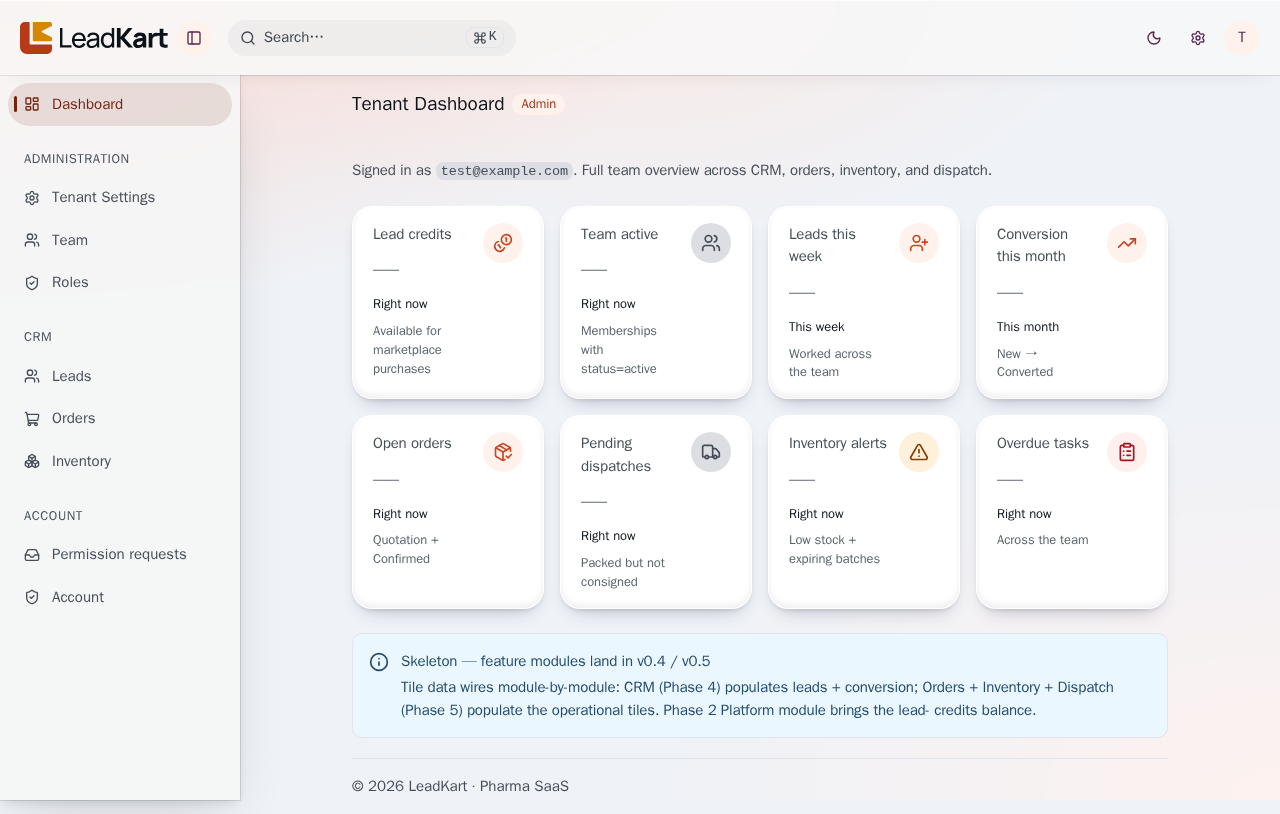 LeadKart
Search⋯
⌘K
T
Dashboard
ADMINISTRATION
Tenant Settings
Team
Roles
CRM
Leads
Orders
Inventory
ACCOUNT
Permission requests
Account
Tenant Dashboard
Admin
Signed in as test@example.com. Full team overview across CRM, orders, inventory, and dispatch.
Lead credits
—
Right now
Available for
marketplace
purchases
Team active
—
Right now
Memberships
with
status=active
Leads this
week
—
This week
Worked across
the team
Conversion
this month
—
This month
New →
Converted
Open orders
—
Right now
Quotation +
Confirmed
Pending
dispatches
—
Right now
Packed but not
consigned
Inventory alerts
—
Right now
Low stock +
expiring batches
Overdue tasks
—
Right now
Across the team
Skeleton — feature modules land in v0.4 / v0.5
Tile data wires module-by-module: CRM (Phase 4) populates leads + conversion; Orders + Inventory + Dispatch
(Phase 5) populate the operational tiles. Phase 2 Platform module brings the lead- credits balance.
© 2026 LeadKart · Pharma SaaS